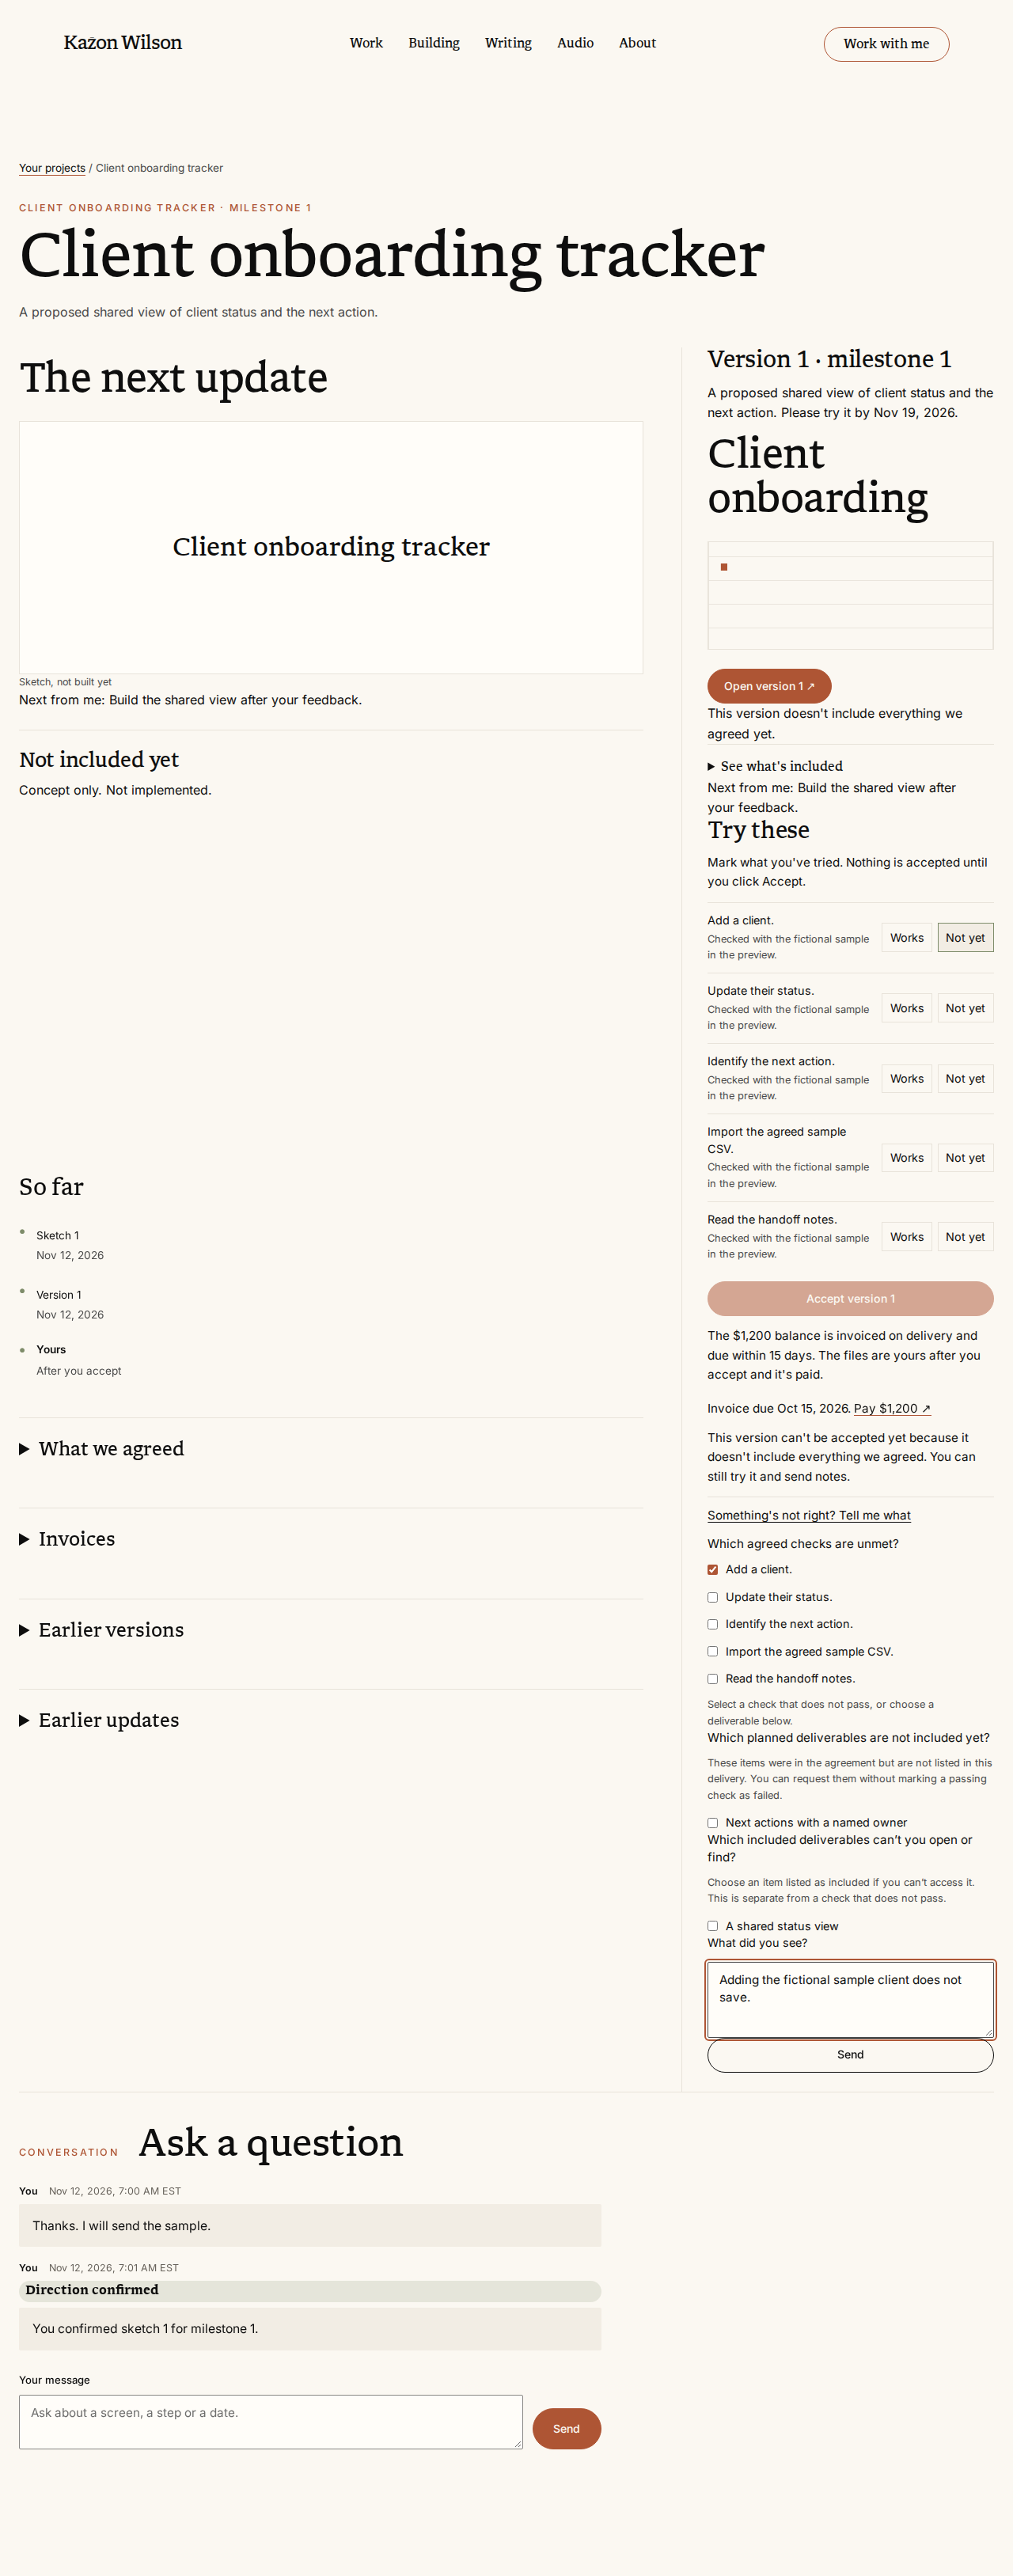 Kazon Wilson
Work
Building
Writing
Audio
About
Work with me
Your projects / Client onboarding tracker
CLIENT ONBOARDING TRACKER · MILESTONE 1
Client onboarding tracker
A proposed shared view of client status and the next action.
The next update
Client onboarding tracker
Sketch, not built yet
Next from me: Build the shared view after your feedback.
Not included yet
Concept only. Not implemented.
So far
Sketch 1
Nov 12, 2026
Version 1
Nov 12, 2026
Yours
After you accept
What we agreed
Invoices
Earlier versions
Earlier updates
Version 1 · milestone 1
A proposed shared view of client status and the
next action. Please try it by Nov 19, 2026.
Client
onboarding
Open version 1 ↗
This version doesn't include everything we
agreed yet.
See what's included
Next from me: Build the shared view after
your feedback.
Try these
Mark what you've tried. Nothing is accepted until
you click Accept.
Add a client.
Checked with the fictional sample
in the preview.
Works
Not yet
Update their status.
Checked with the fictional sample
in the preview.
Works
Not yet
Identify the next action.
Checked with the fictional sample
in the preview.
Works
Not yet
Import the agreed sample
CSV.
Checked with the fictional sample
in the preview.
Works
Not yet
Read the handoff notes.
Checked with the fictional sample
in the preview.
Works
Not yet
Accept version 1
The $1,200 balance is invoiced on delivery and
due within 15 days. The files are yours after you
accept and it's paid.
Invoice due Oct 15, 2026. Pay $1,200 ↗
This version can't be accepted yet because it
doesn't include everything we agreed. You can
still try it and send notes.
Something's not right? Tell me what
Which agreed checks are unmet?
Add a client.
Update their status.
Identify the next action.
Import the agreed sample CSV.
Read the handoff notes.
Select a check that does not pass, or choose a
deliverable below.
Which planned deliverables are not included yet?
These items were in the agreement but are not listed in this
delivery. You can request them without marking a passing
check as failed.
Next actions with a named owner
Which included deliverables can't you open or
find?
Choose an item listed as included if you can't access it.
This is separate from a check that does not pass.
A shared status view
What did you see?
Adding the fictional sample client does not
save.
Send
CONVERSATION
Ask a question
You Nov 12, 2026, 7:00 AM EST
Thanks. I will send the sample.
You Nov 12, 2026, 7:01 AM EST
Direction confirmed
You confirmed sketch 1 for milestone 1.
Your message
Ask about a screen, a step or a date.
Send